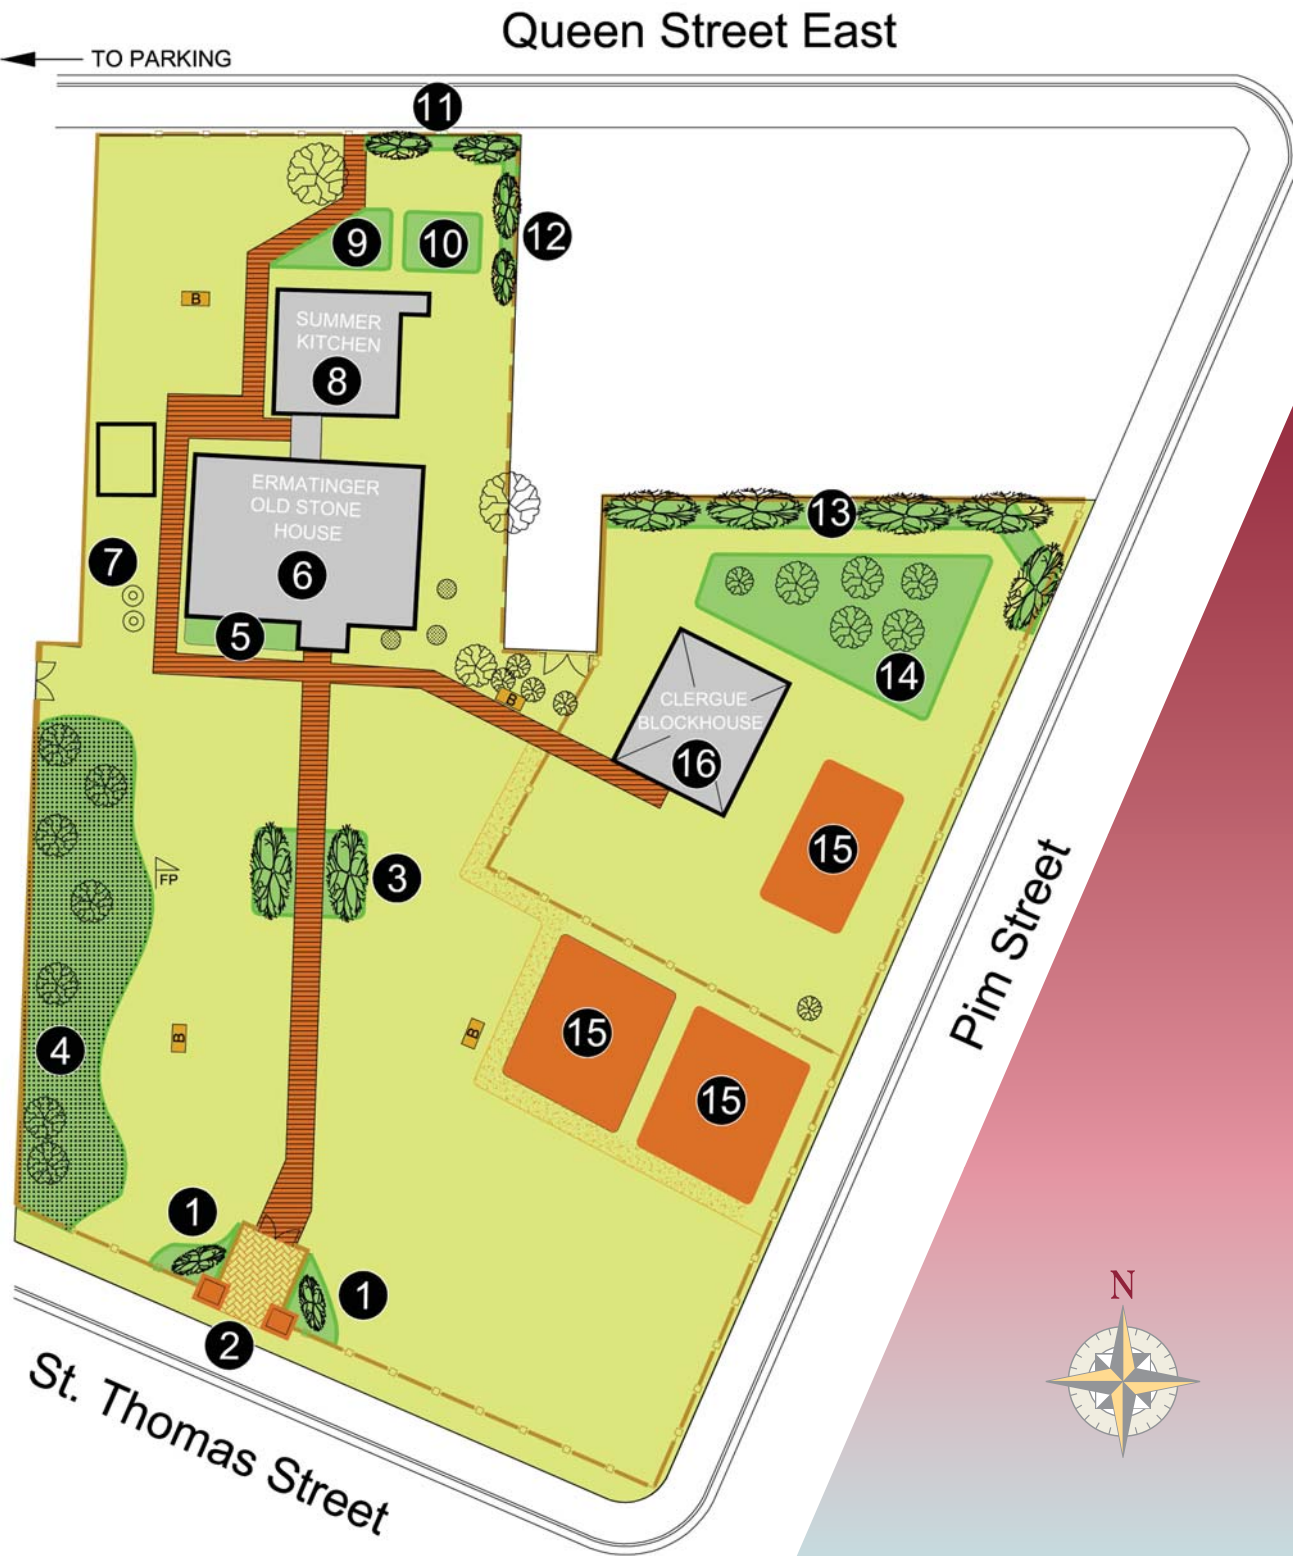 Queen Street East
TO PARKING
11
9
10
12
B
SUMMER
KITCHEN
8
ERMATINGER
OLD STONE
HOUSE
13
7
6
5
14
B
CLERGUE
BLOCKHOUSE
16
15
3
FP
Pim Street
4
B
B
15
15
1
1
2
N
St. Thomas Street